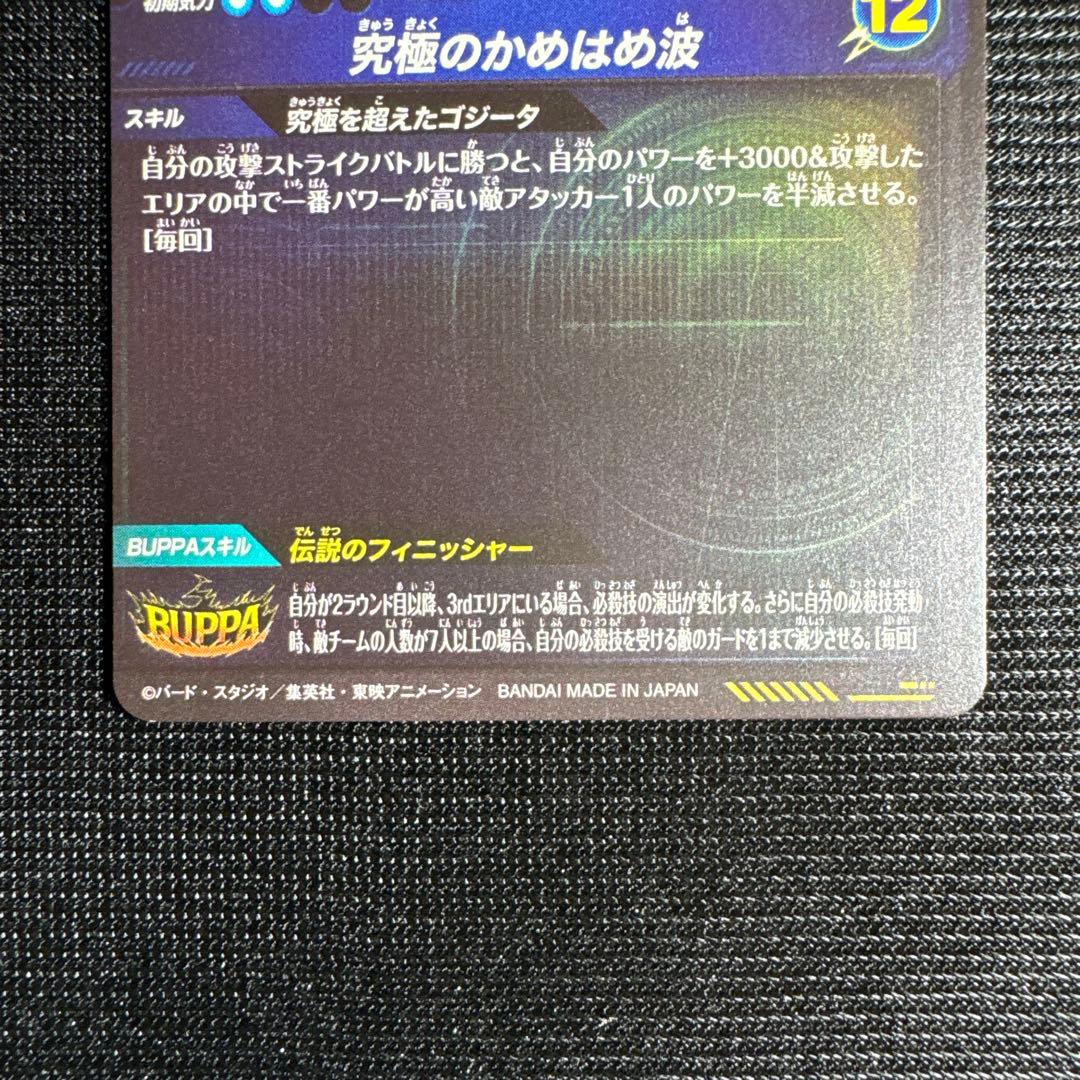 初期気力
12
究極のかめはめ波
スキル 究極を超えたゴジータ
自分の攻撃ストライクバトルに勝つと、自分のパワーを+3000&攻撃した
エリアの中で一番パワーが高い敵アタッカー1人のパワーを半減させる。
[毎回]
BUPPAスキル 伝説のフィニッシャー
BUPPA
自分が2ラウンド目以降、3rdエリアにいる場合、必殺技の演出が変化する。さらに自分の必殺技発動
時、敵チームの人数が7人以上の場合、自分の必殺技を受ける敵のガードを1まで減少させる。[毎回]
©バード・スタジオ／集英社・東映アニメーション BANDAI MADE IN JAPAN